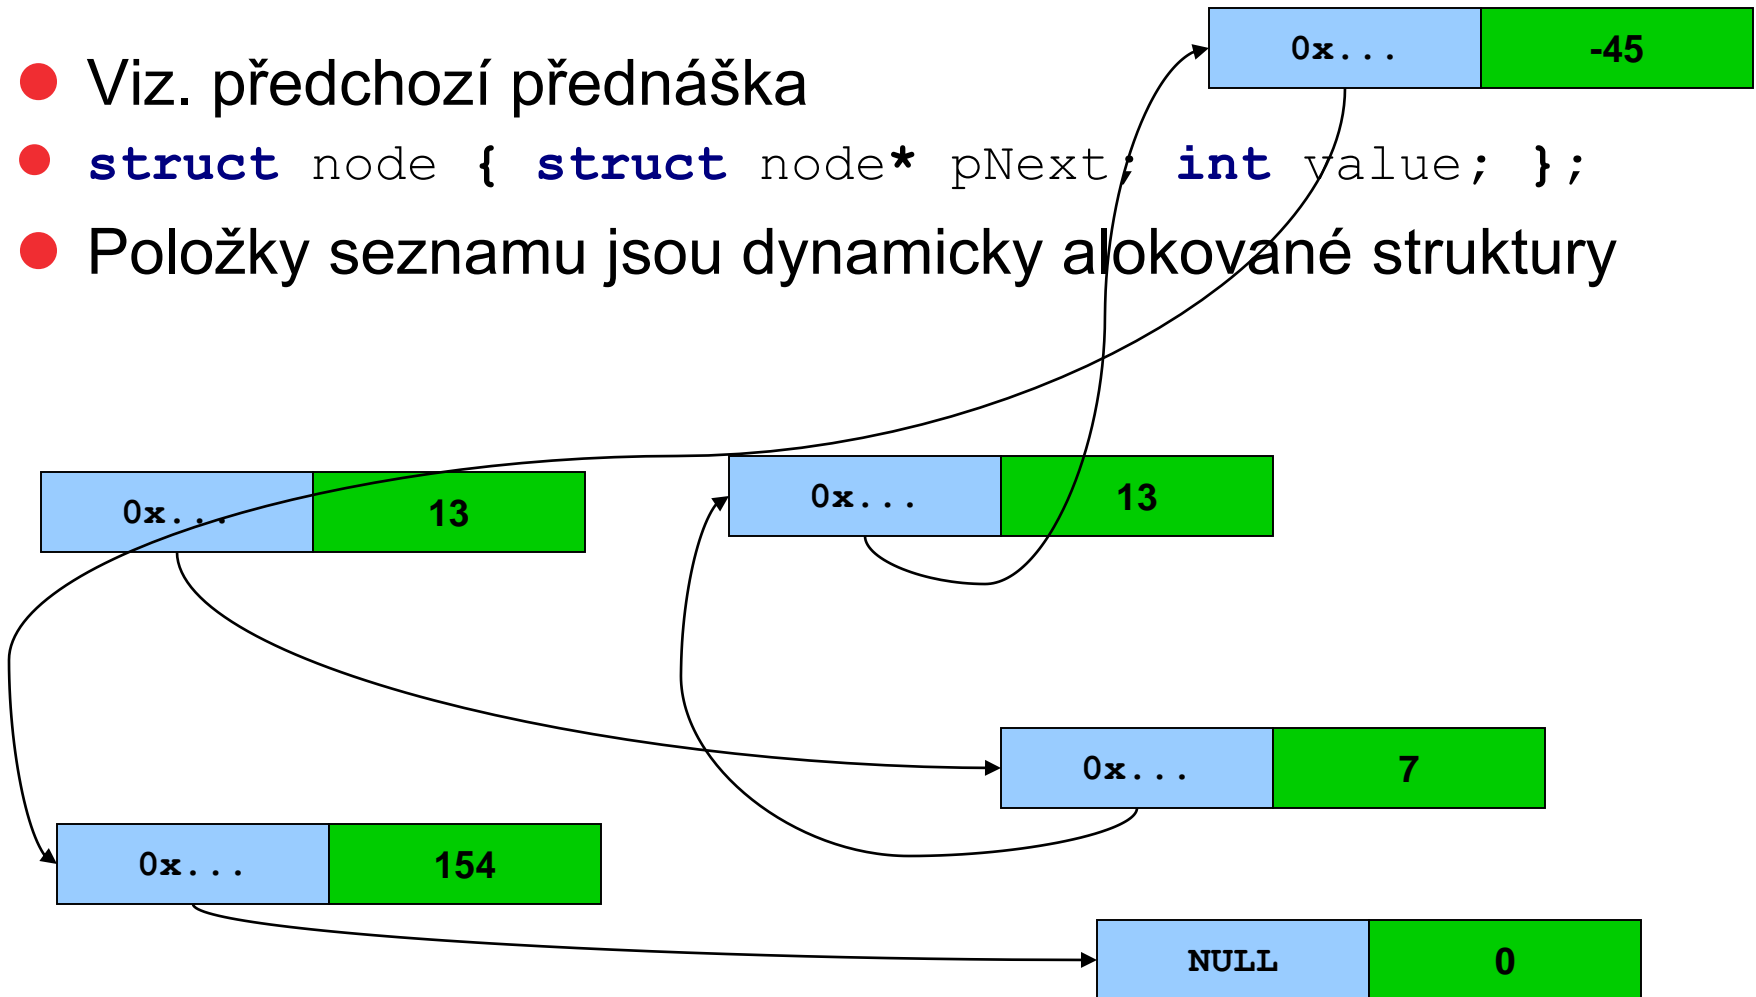 0x... -45
Viz. předchozí přednáška
struct node { struct node* pNext; int value; };
Položky seznamu jsou dynamicky alokované struktury
0x... 13
0x... 13
0x... 7
0x... 154
NULL 0